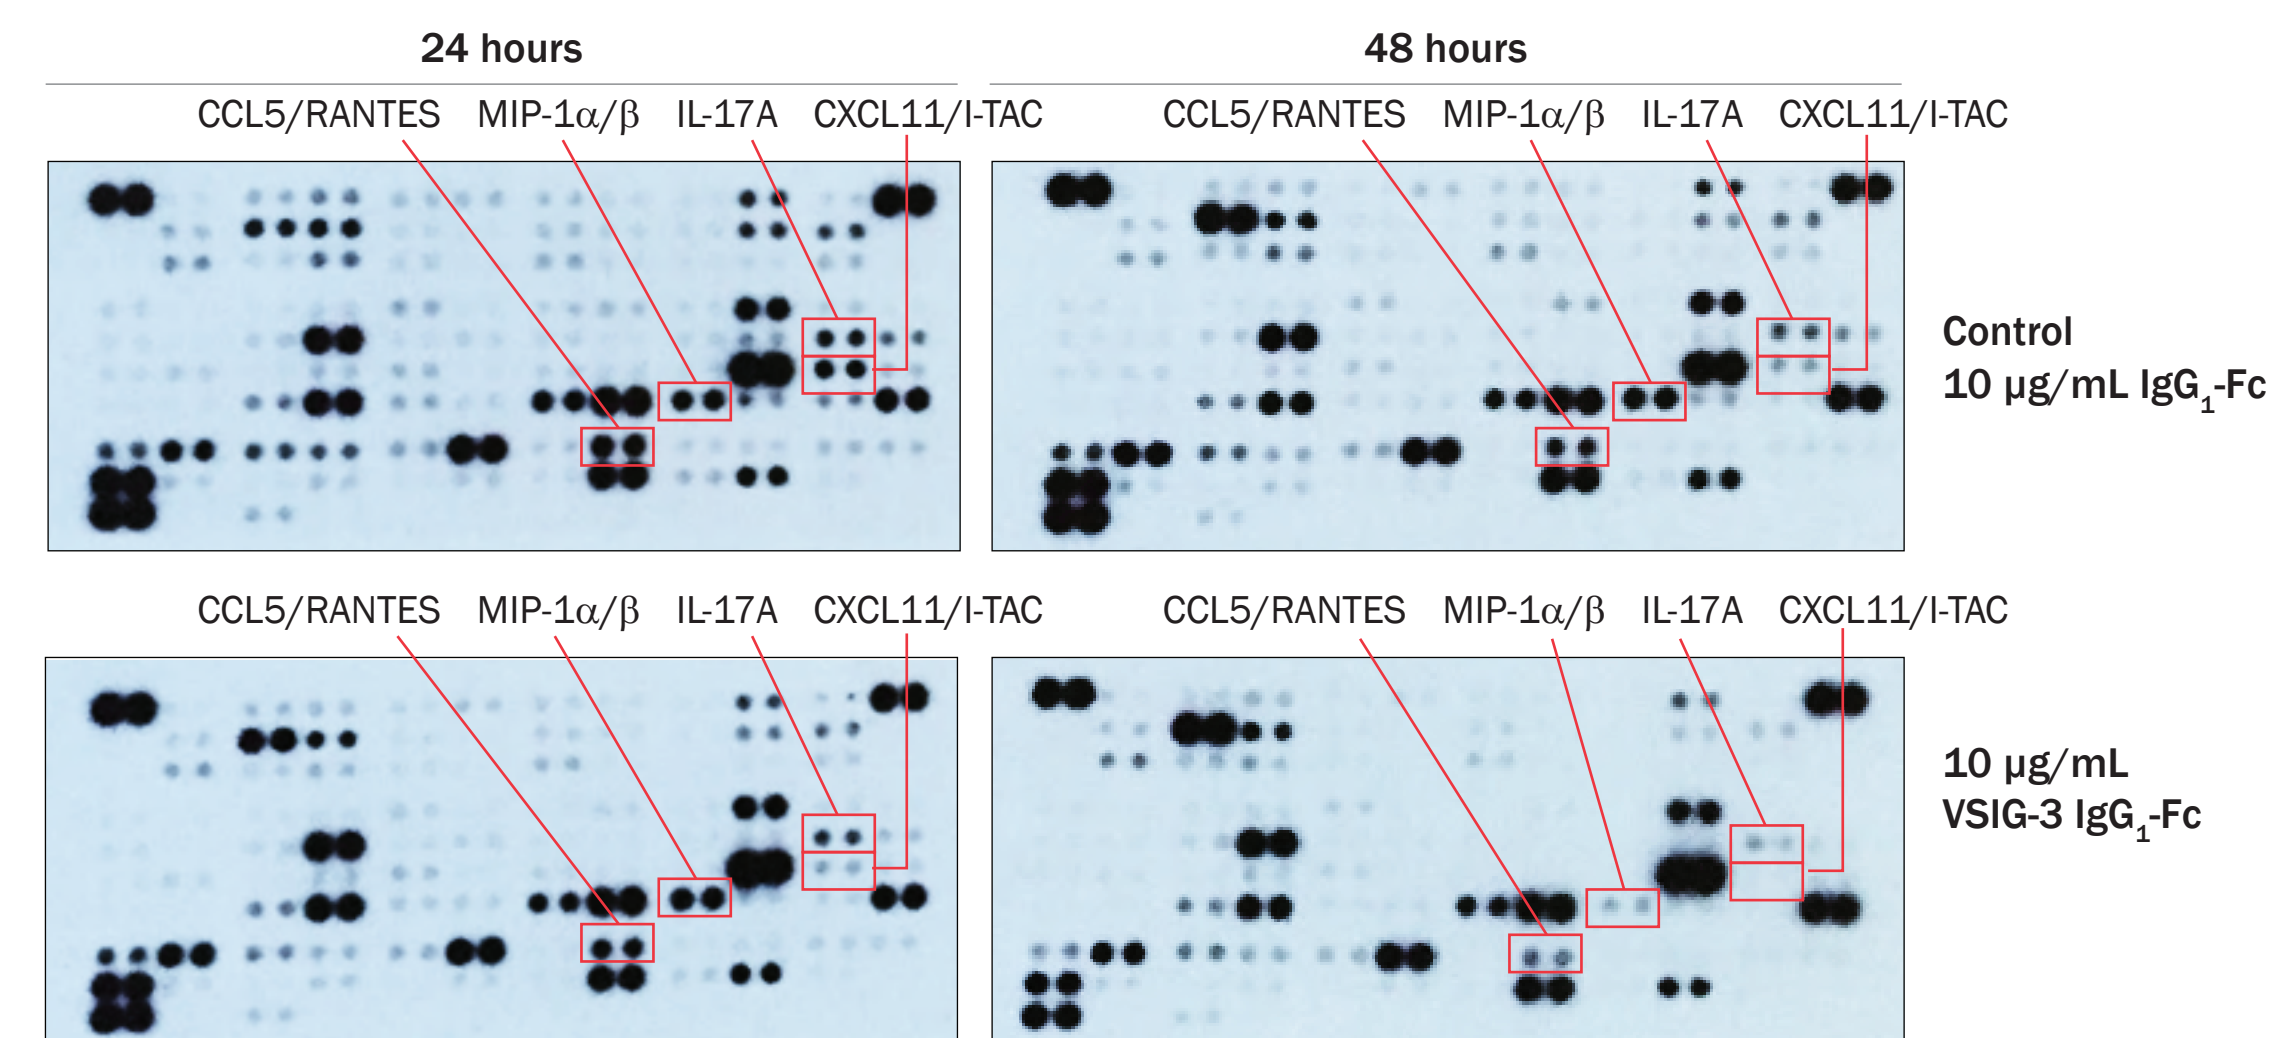 24 hours 48 hours
CCL5/RANTES MIP-1α/β IL-17A CXCL11/I-TAC CCL5/RANTES MIP-1α/β IL-17A CXCL11/I-TAC
Control
10 µg/mL IgG₁-Fc
CCL5/RANTES MIP-1α/β IL-17A CXCL11/I-TAC CCL5/RANTES MIP-1α/β IL-17A CXCL11/I-TAC
10 µg/mL
VSIG-3 IgG₁-Fc